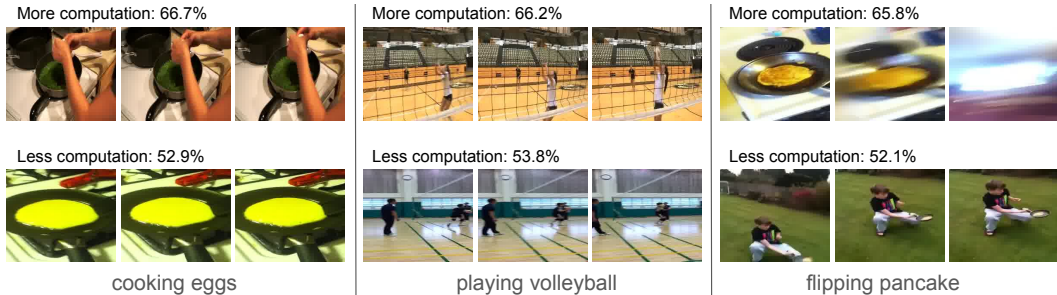 More computation: 66.7%
More computation: 66.2%
More computation: 65.8%
Less computation: 52.9%
Less computation: 53.8%
Less computation: 52.1%
cooking eggs
playing volleyball
flipping pancake